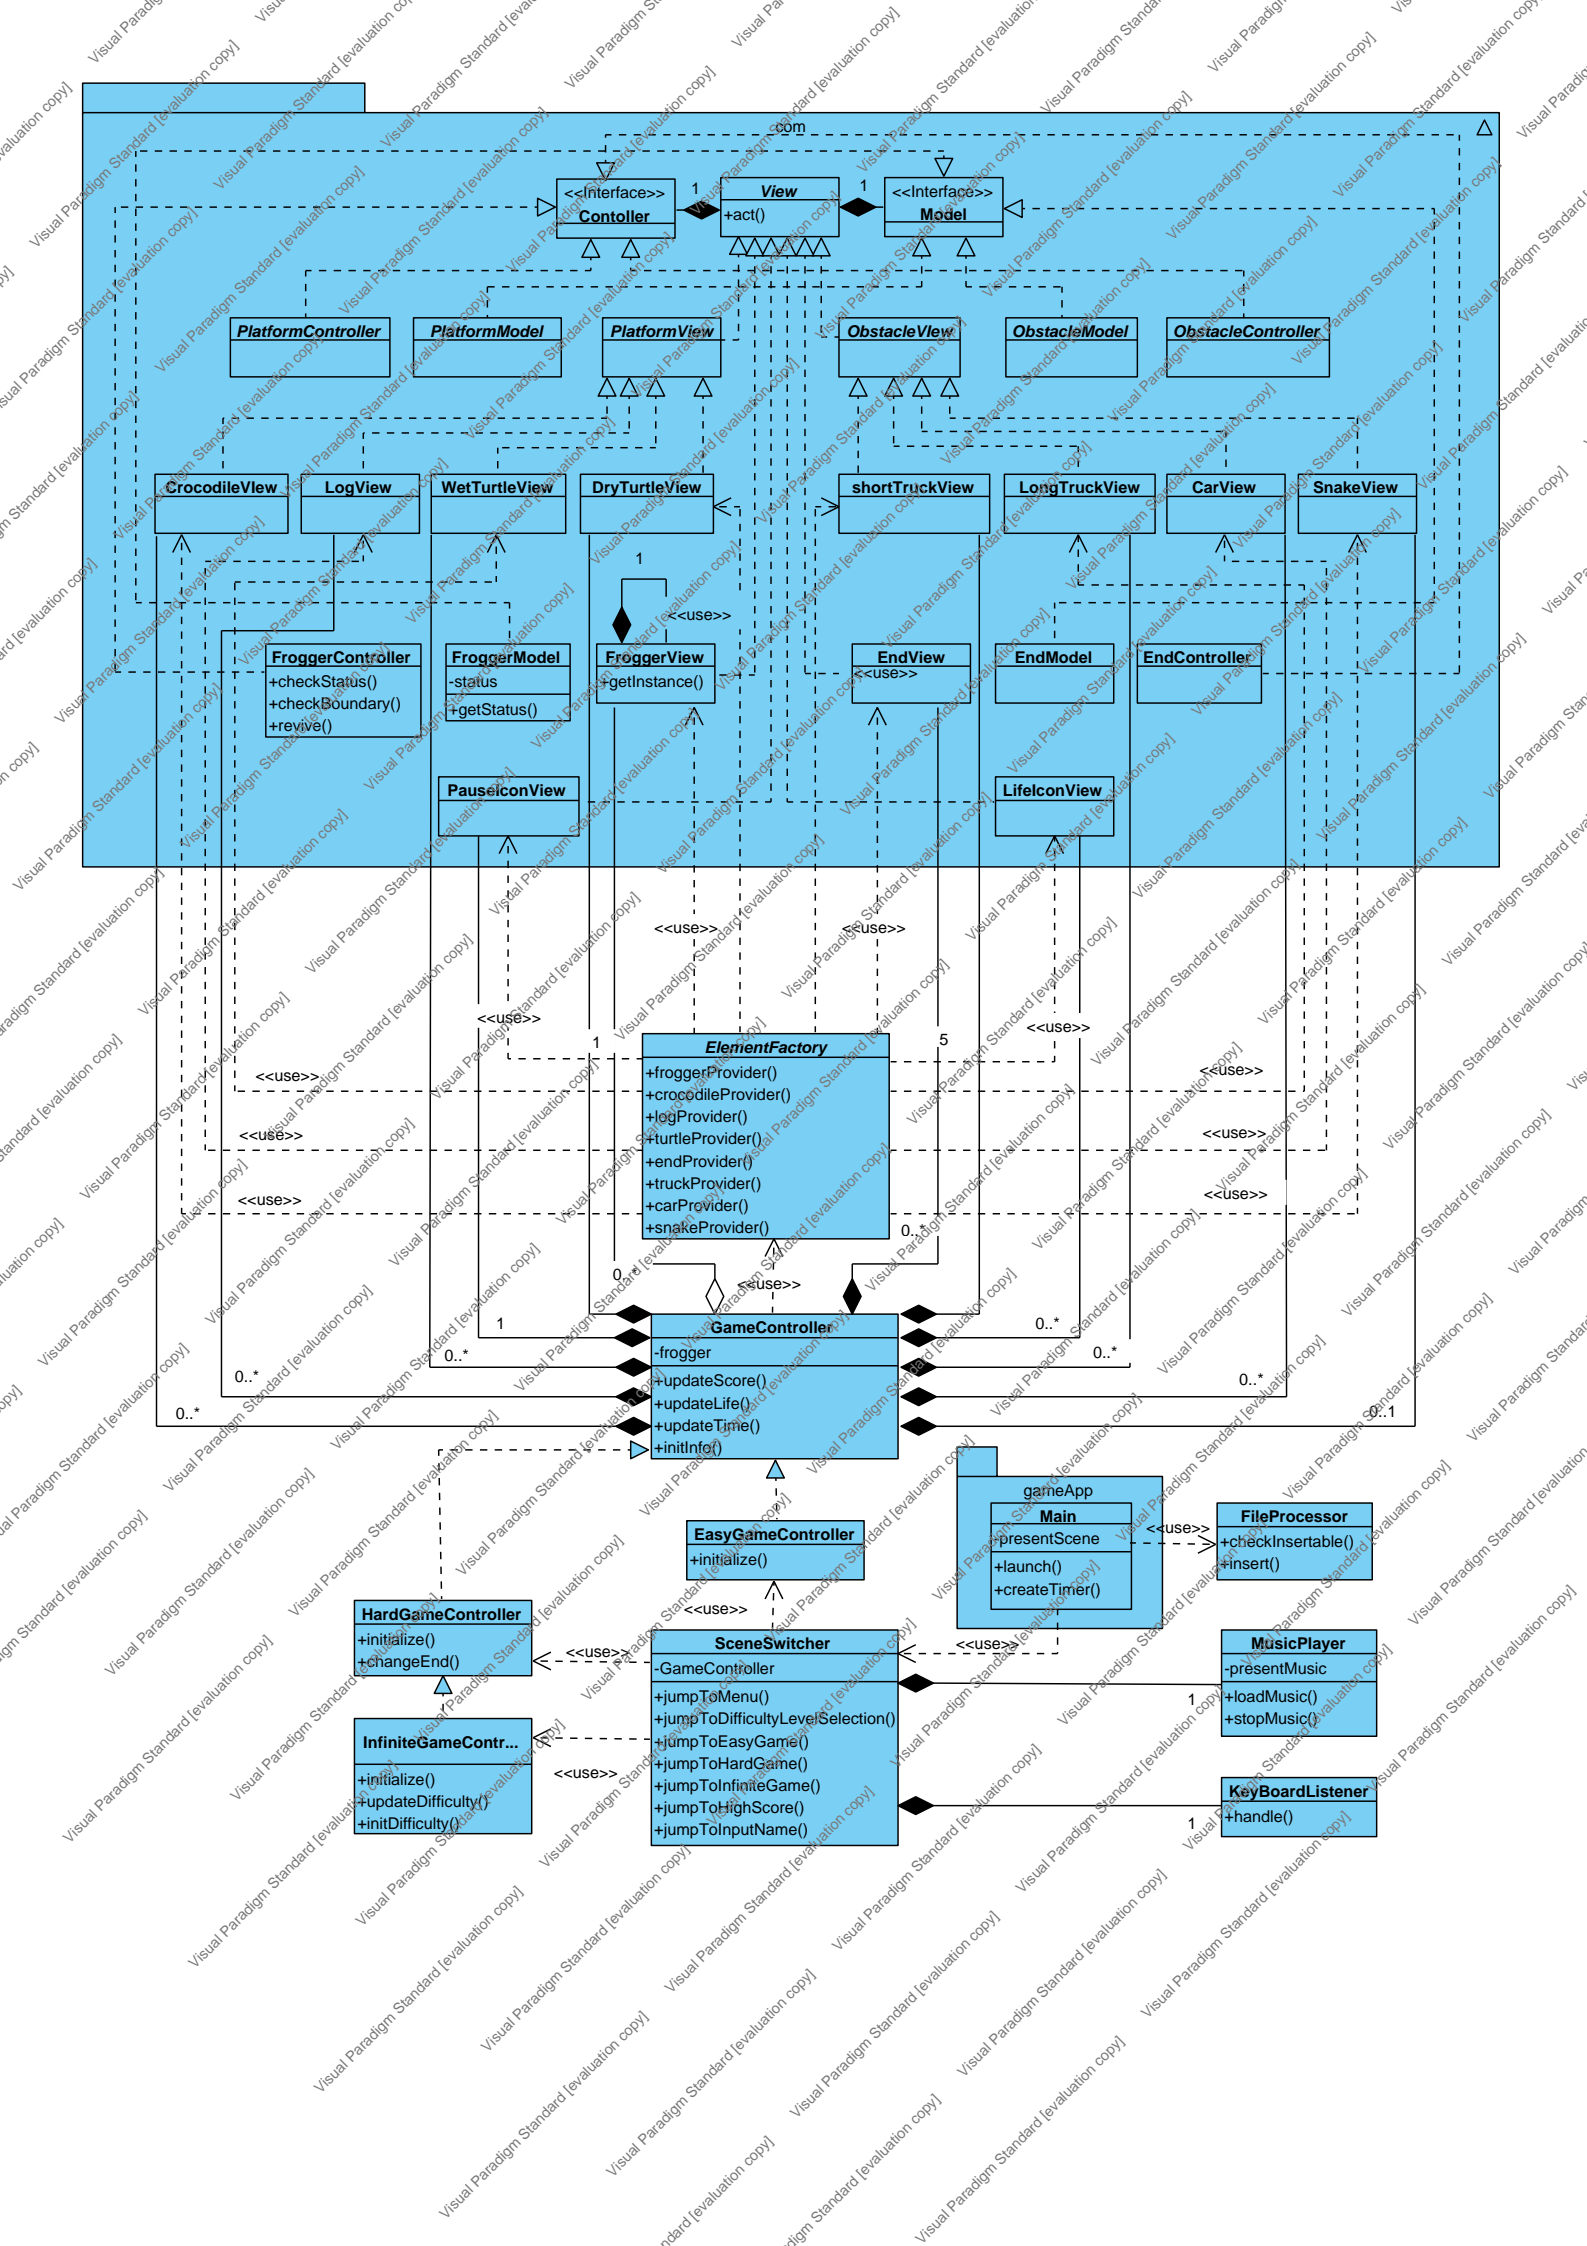 com
<<Interface>>
Contoller
1
View
+act()
1
<<Interface>>
Model
PlatformController
PlatformModel
PlatformView
ObstacleVIew
ObstacleModel
ObstacleController
CrocodileVIew
LogView
WetTurtleView
DryTurtleView
shortTruckView
LongTruckView
CarView
SnakeView
1
<<use>>
FroggerController
+checkStatus()
+checkBoundary()
+revive()
FroggerModel
-status
+getStatus()
FroggerView
+getInstance()
EndView
<<use>>
EndModel
EndController
PauseIconView
LifeIconView
<<use>>
<<use>>
<<use>>
<<use>>
1
5
ElementFactory
+froggerProvider()
+crocodileProvider()
+logProvider()
+turtleProvider()
+endProvider()
+truckProvider()
+carProvider()
+snakeProvider()
<<use>>
<<use>>
<<use>>
<<use>>
<<use>>
<<use>>
0..*
0..*
<<use>>
GameController
-frogger
+updateScore()
+updateLife()
+updateTime()
+initInfo()
1
0..*
0..*
0..*
0..*
0..*
0..*
0..1
gameApp
Main
-presentScene
+launch()
+createTimer()
<<use>>
FileProcessor
+checkInsertable()
+insert()
EasyGameController
+initialize()
<<use>>
HardGameController
+initialize()
+changeEnd()
<<use>>
<<use>>
SceneSwitcher
-GameController
+jumpToMenu()
+jumpToDifficultyLevelSelection()
+jumpToEasyGame()
+jumpToHardGame()
+jumpToInfiniteGame()
+jumpToHighScore()
+jumpToInputName()
MusicPlayer
-presentMusic
+loadMusic()
+stopMusic()
1
InfiniteGameContr...
+initialize()
+updateDifficulty()
+initDifficulty()
<<use>>
KeyBoardListener
+handle()
1
Visual Paradigm Standard [evaluation copy]